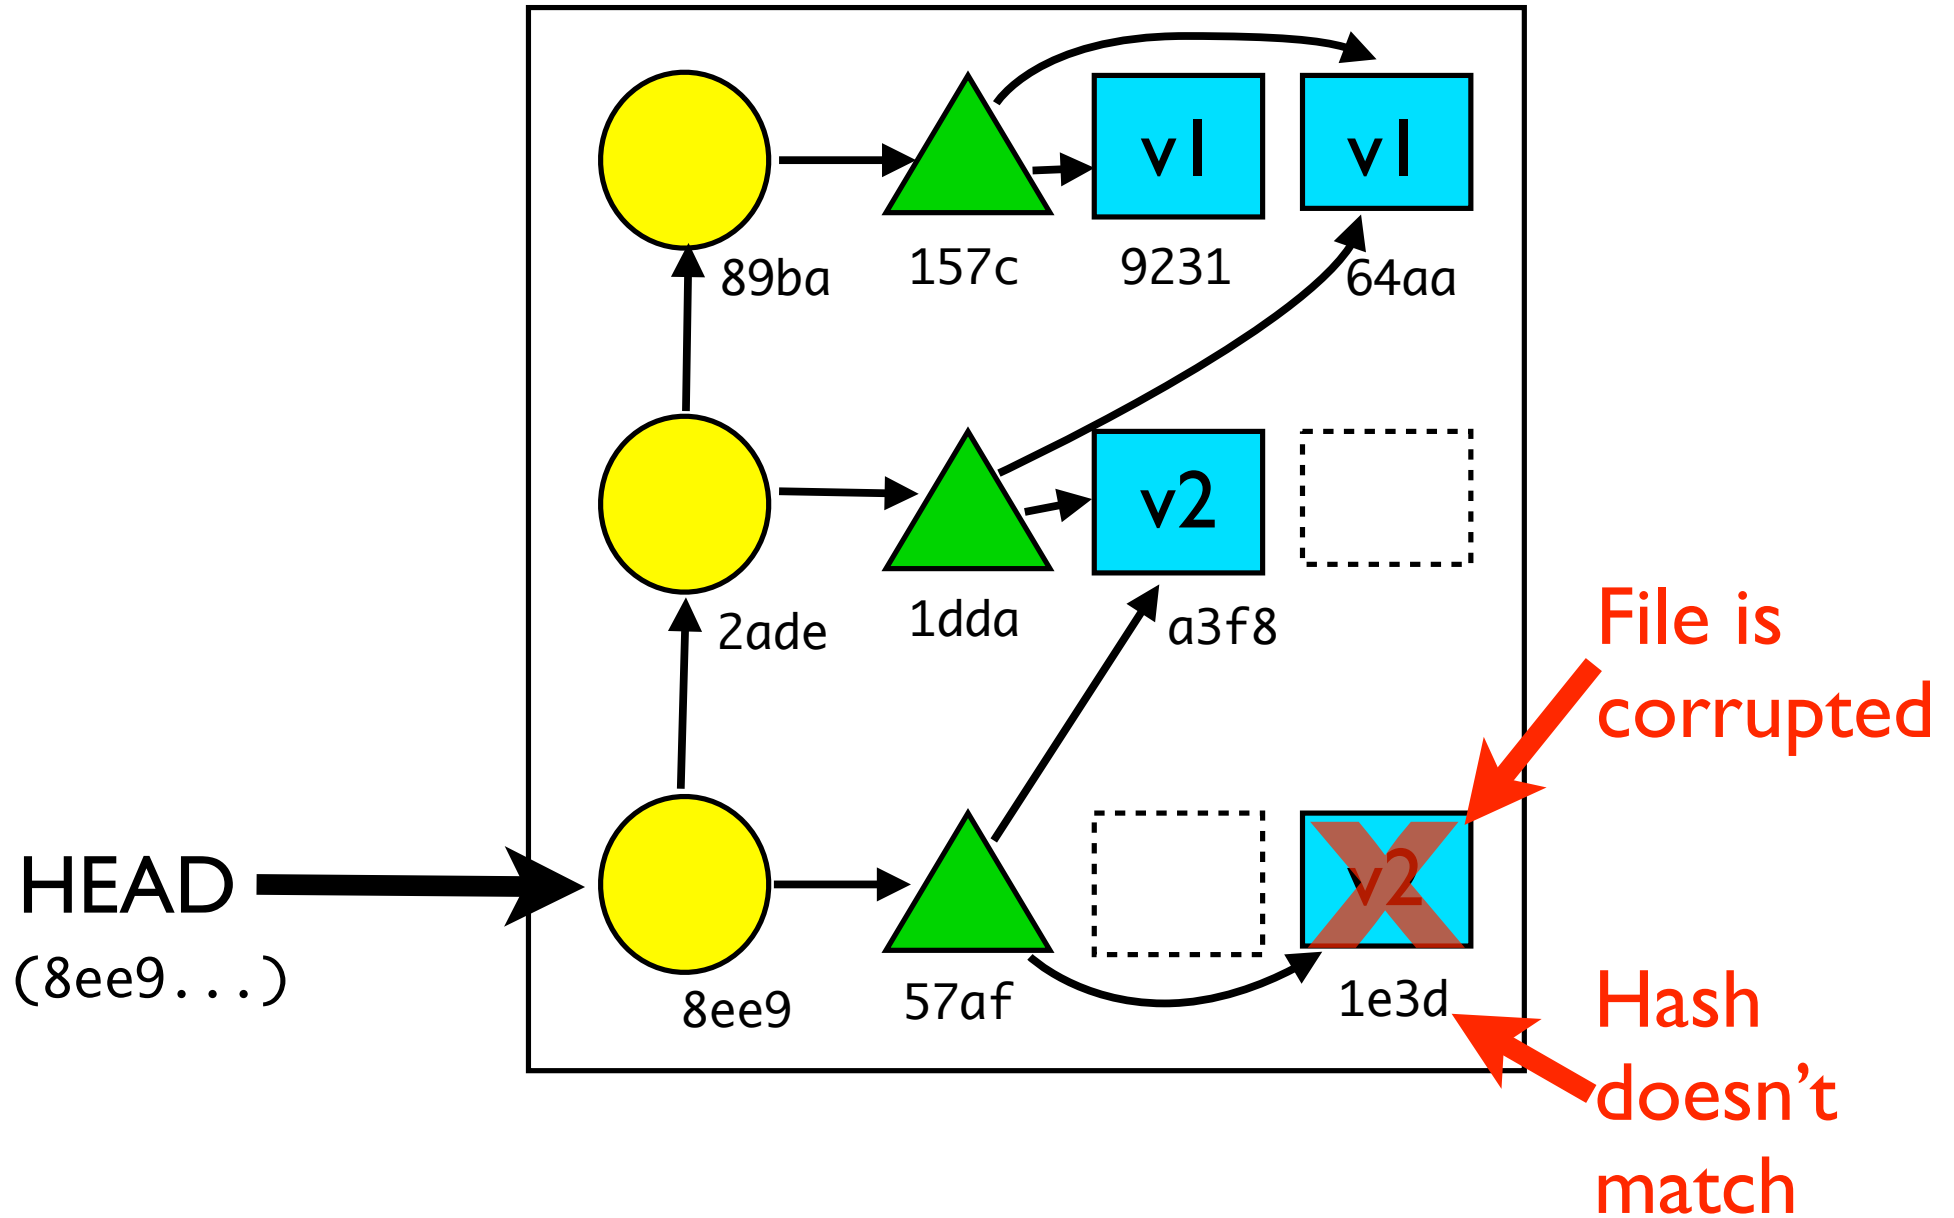 v1 v1
89ba 157c 9231 64aa
v2
2ade 1dda a3f8
File is
corrupted
HEAD
v2
(8ee9...)
8ee9 57af 1e3d
Hash
doesn’t
match